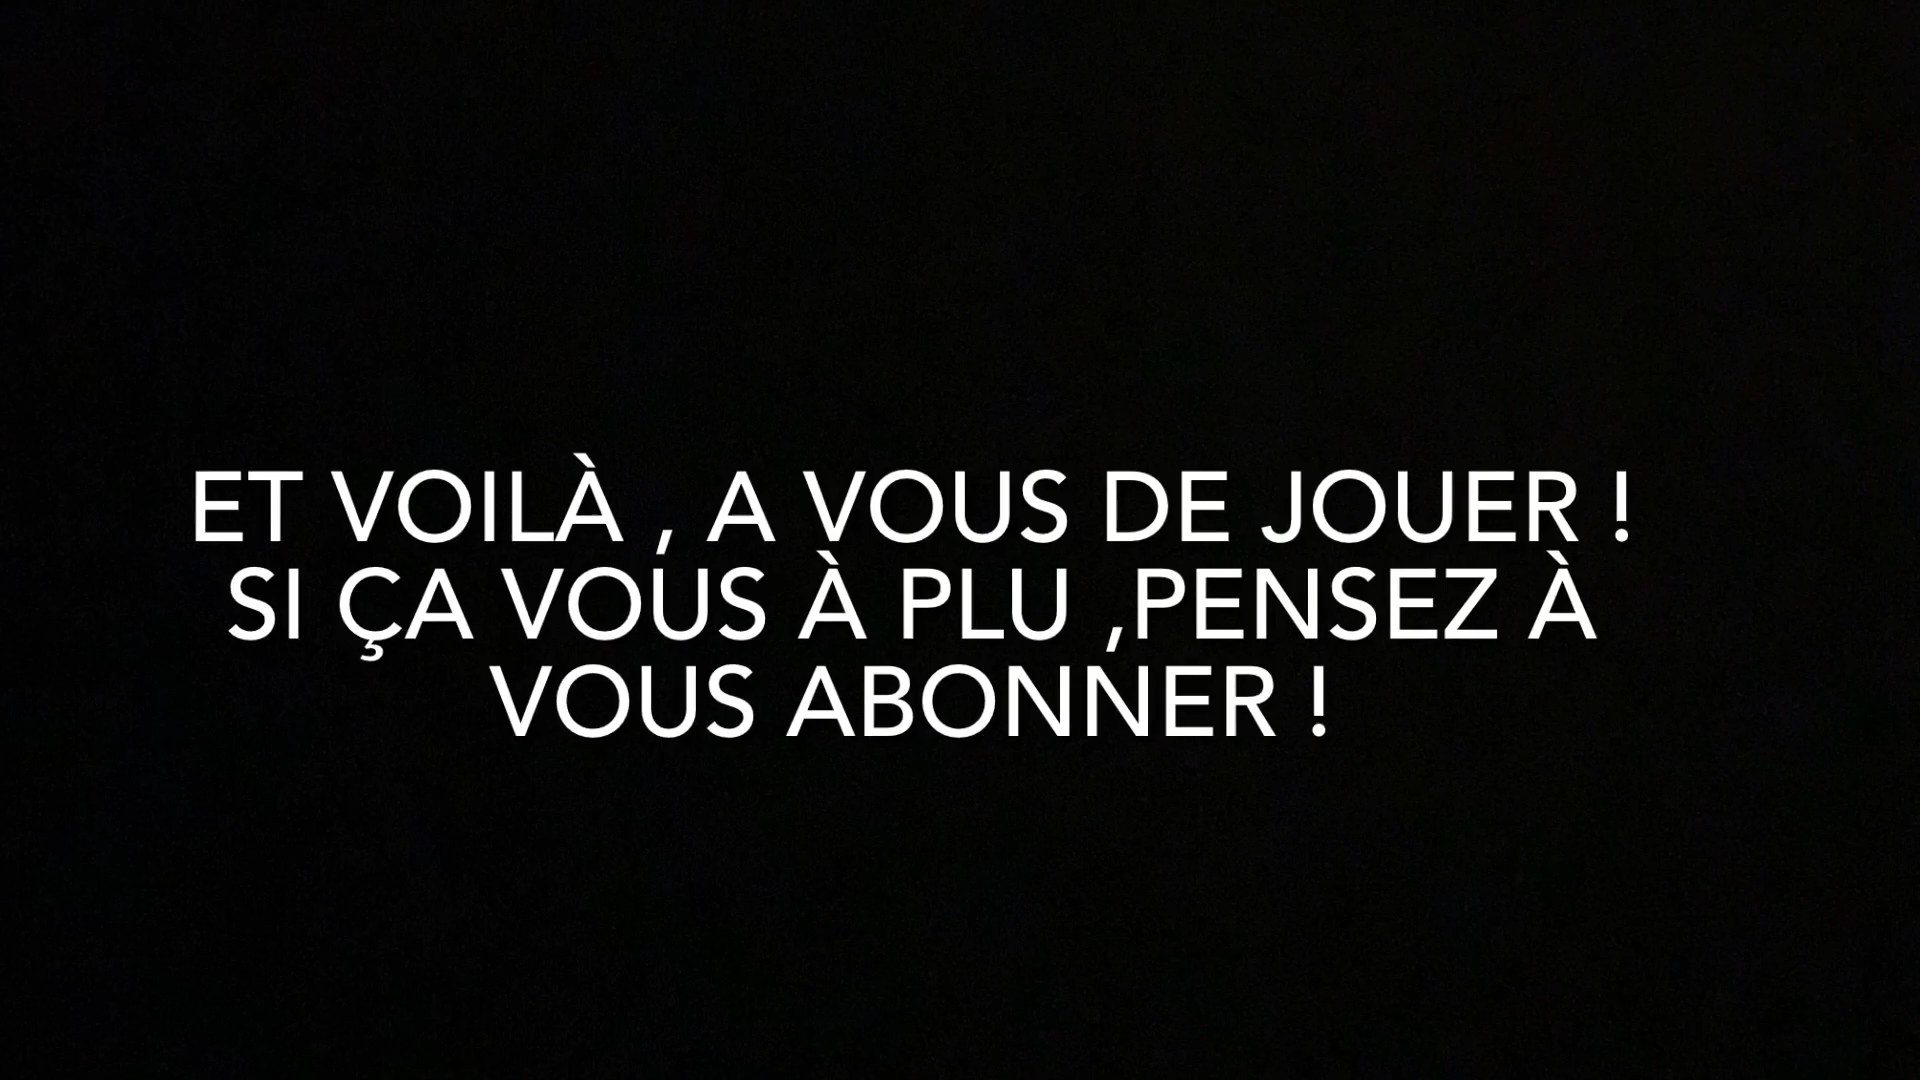 ET VOILÀ , A VOUS DE JOUER !
SI ÇA VOUS À PLU ,PENSEZ À
VOUS ABONNER !